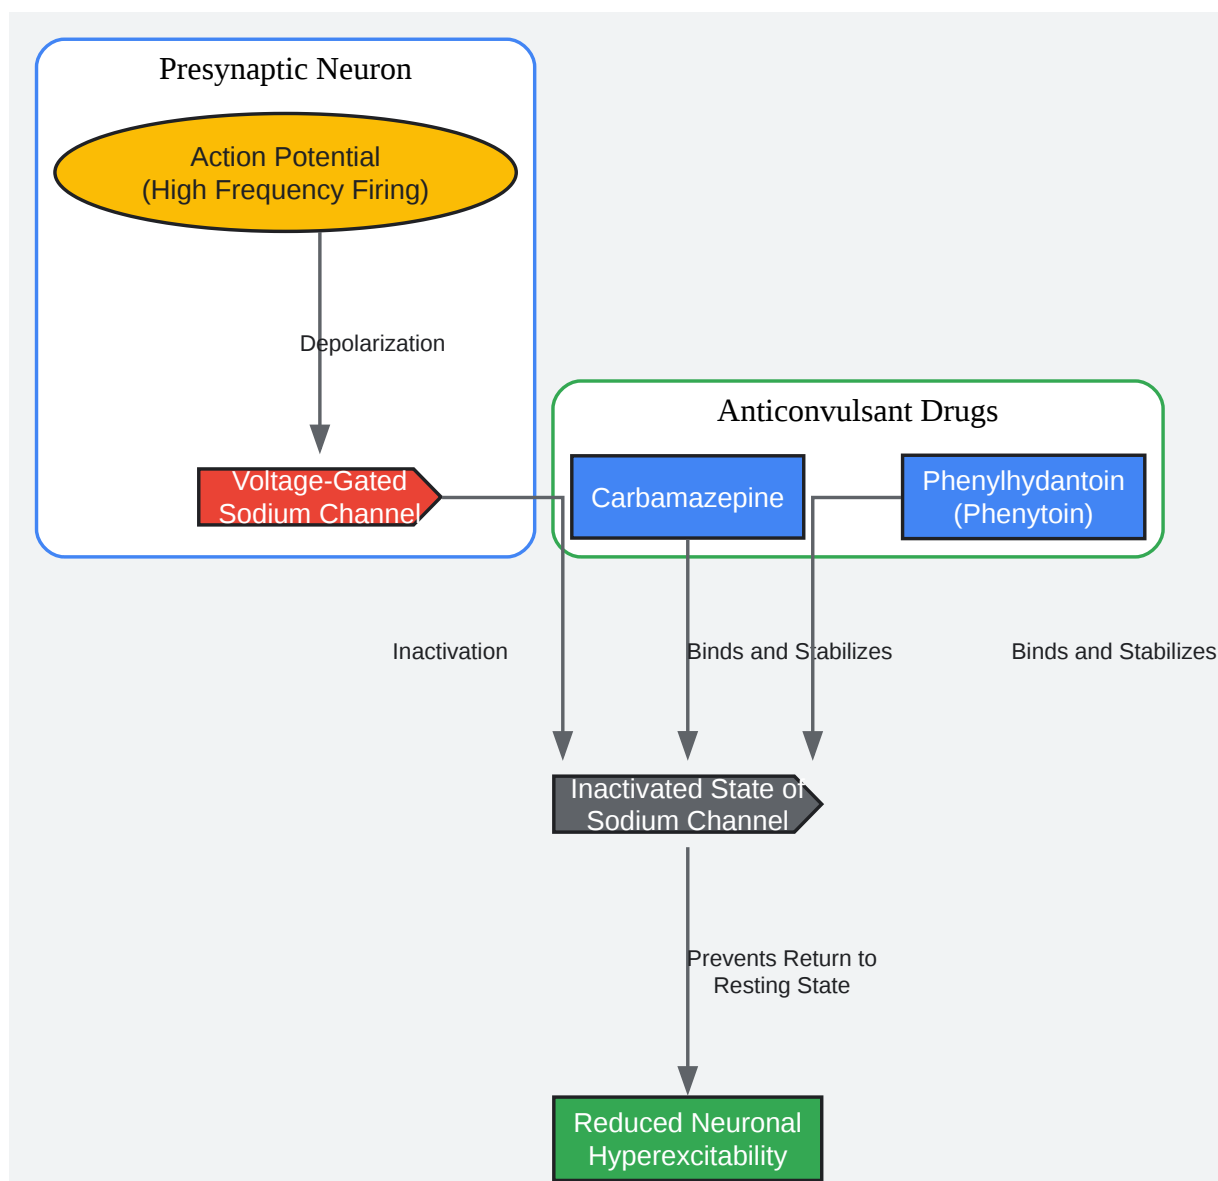 Presynaptic Neuron
Action Potential
(High Frequency Firing)
Depolarization
Voltage-Gated
Sodium Channel
Anticonvulsant Drugs
Carbamazepine
Phenylhydantoin
(Phenytoin)
Inactivation
Binds and Stabilizes
Binds and Stabilizes
Inactivated State of
Sodium Channel
Prevents Return to
Resting State
Reduced Neuronal
Hyperexcitability